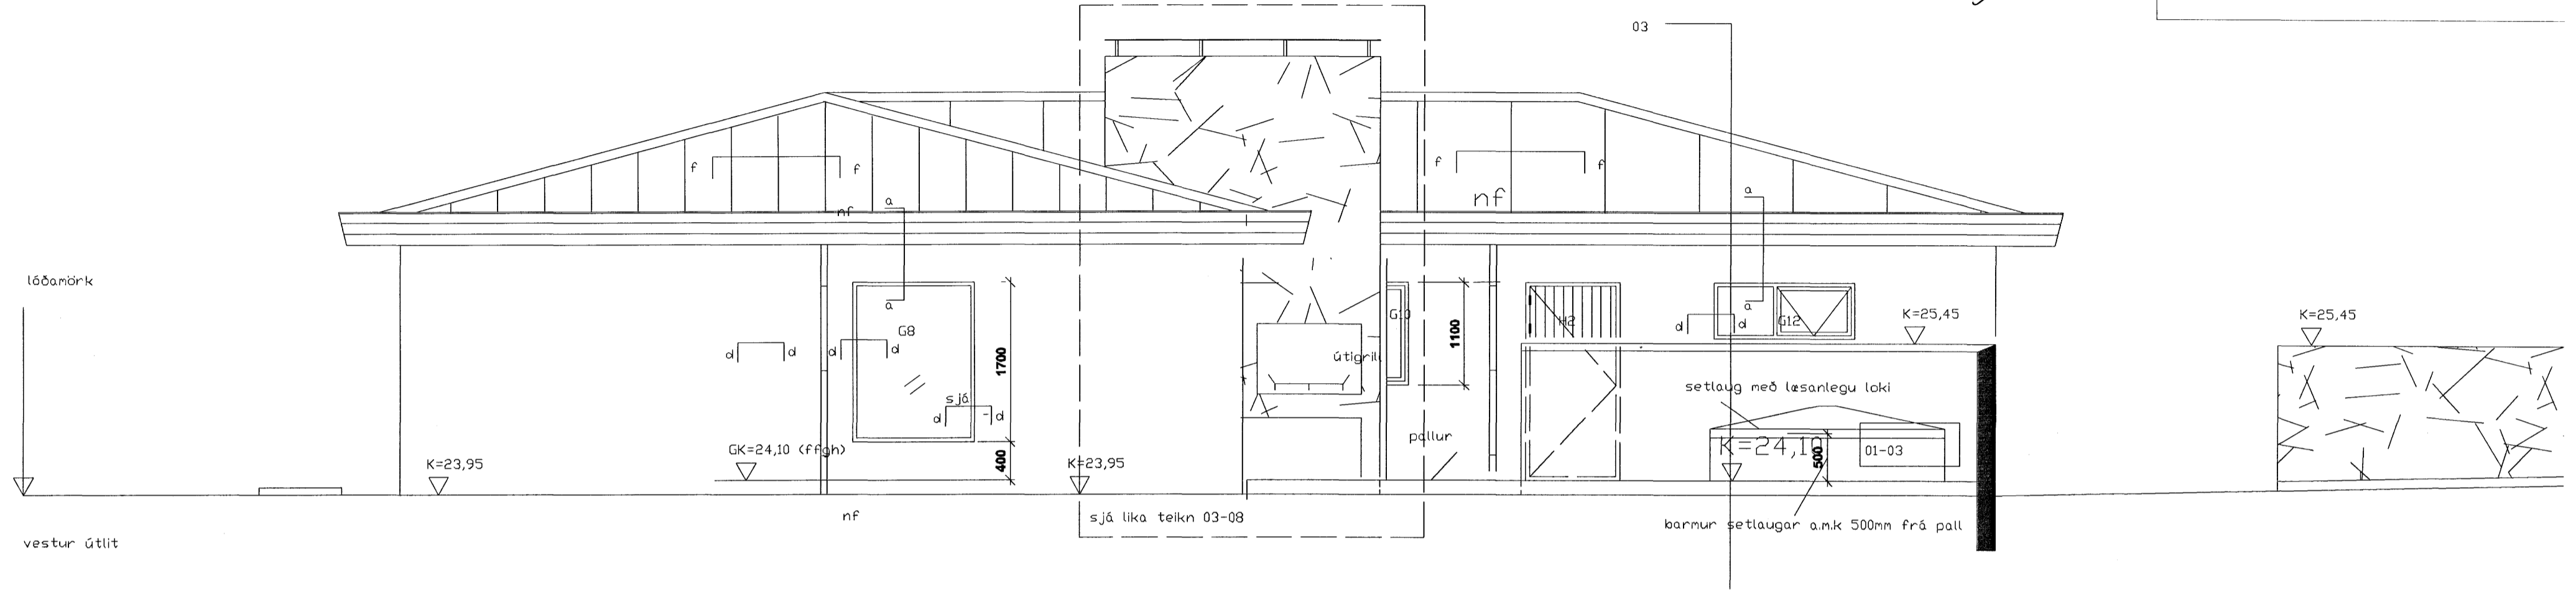 03
f
f
f
f
nf
nf
a
a
a
a
lóðamörk
G8
G10
H2
G12
d
d
d
d
d
d
K=25,45
K=25,45
1700
1100
útigrill
setlaug með læsanlegu loki
sjá
d
d
pallur
GK=24,10 (ffgh)
400
K=23,95
K=23,95
K=24,10
500
01-03
nf
sjá lika teikn 03-08
barmur setlaugar a.m.k 500mm frá pall
vestur útlit